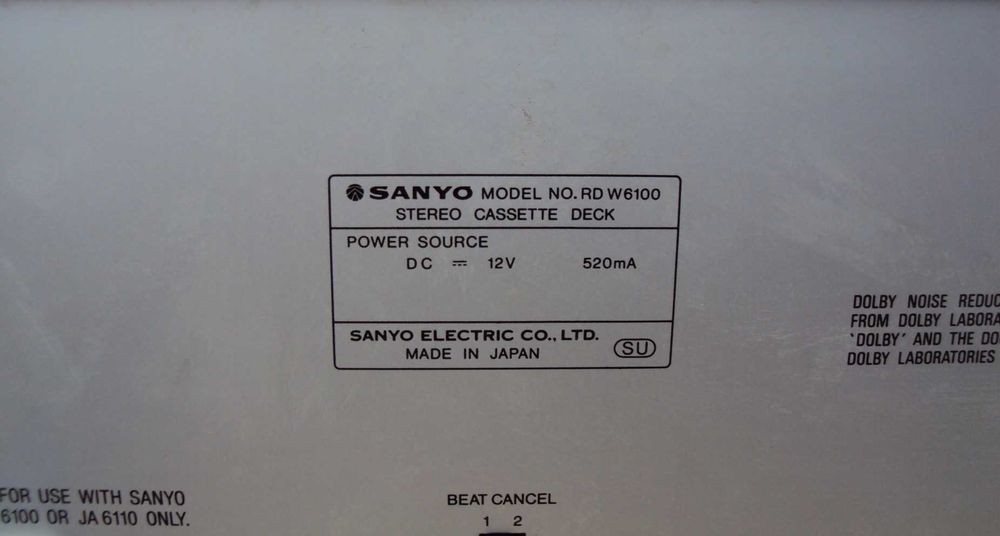 SANYO MODEL NO. RD W6100
STEREO CASSETTE DECK
POWER SOURCE
DC ⎓ 12V 520mA
SANYO ELECTRIC CO., LTD.
MADE IN JAPAN
SU
DOLBY NOISE REDUC
FROM DOLBY LABORA
'DOLBY' AND THE DO
DOLBY LABORATORIES
FOR USE WITH SANYO
6100 OR JA 6110 ONLY.
BEAT CANCEL
1 2